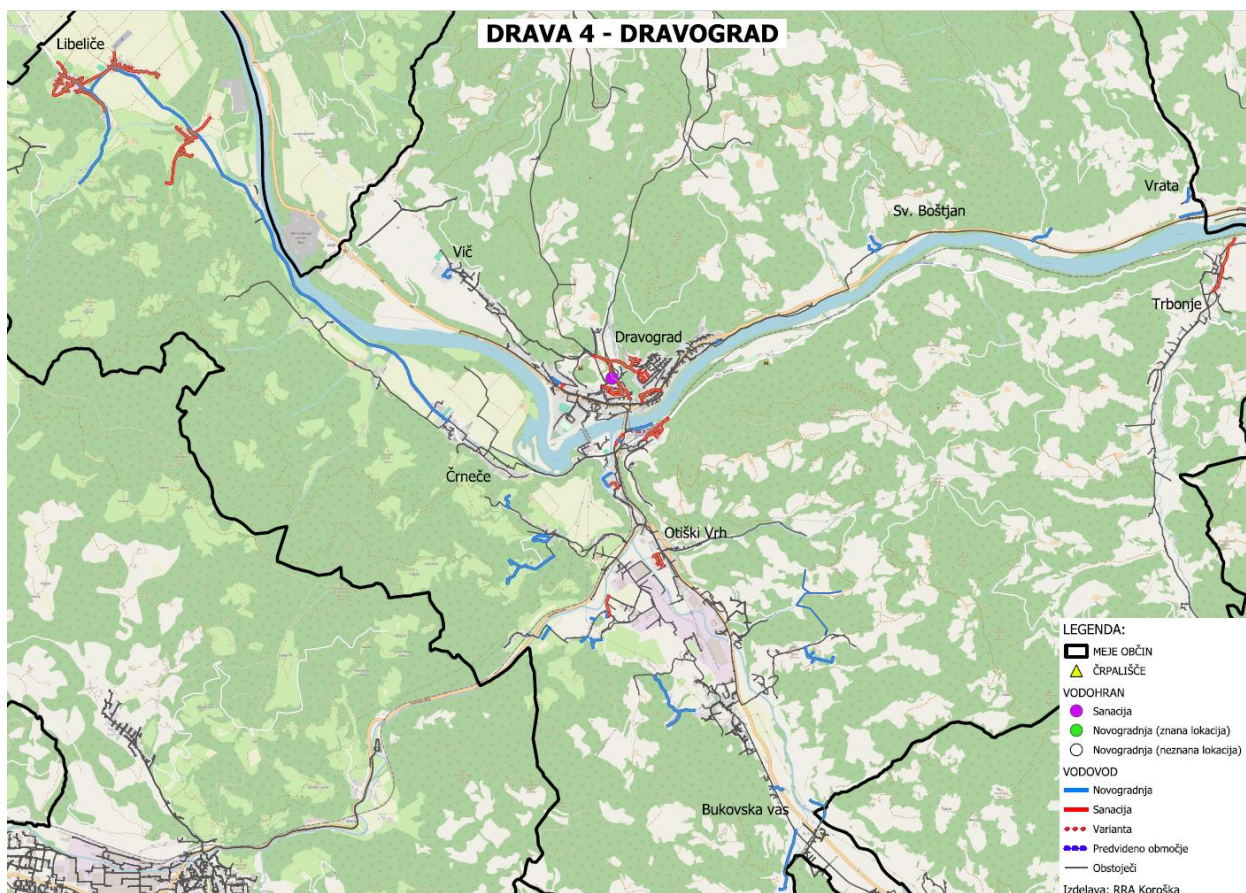 DRAVA 4 - DRAVOGRAD
Libeliče
Vrata
Sv. Boštjan
Vič
Trbonje
Dravograd
Črneče
Otiški Vrh
Bukovska vas
LEGENDA:
MEJE OBČIN
ČRPALIŠČE
VODOHRAN
Sanacija
Novogradnja (znana lokacija)
Novogradnja (neznana lokacija)
VODOVOD
Novogradnja
Sanacija
Varianta
Predvideno območje
Obstoječi
Izdelava: RRA Koroška